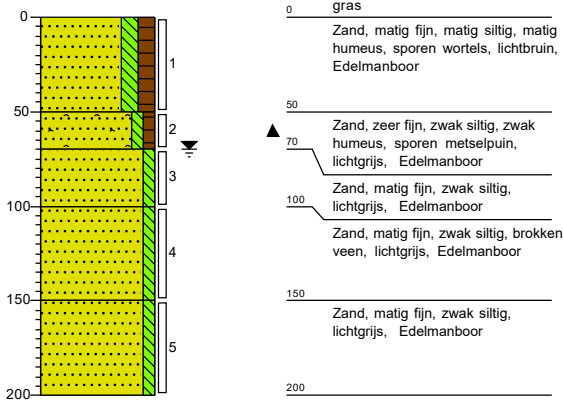 0
50
100
150
200
1
2
3
4
5
0
gras
Zand, matig fijn, matig siltig, matig
humeus, sporen wortels, lichtbruin,
Edelmanboor
50
Zand, zeer fijn, zwak siltig, zwak
humeus, sporen metselpuin,
lichtgrijs, Edelmanboor
70
Zand, matig fijn, zwak siltig,
lichtgrijs, Edelmanboor
100
Zand, matig fijn, zwak siltig, brokken
veen, lichtgrijs, Edelmanboor
150
Zand, matig fijn, zwak siltig,
lichtgrijs, Edelmanboor
200